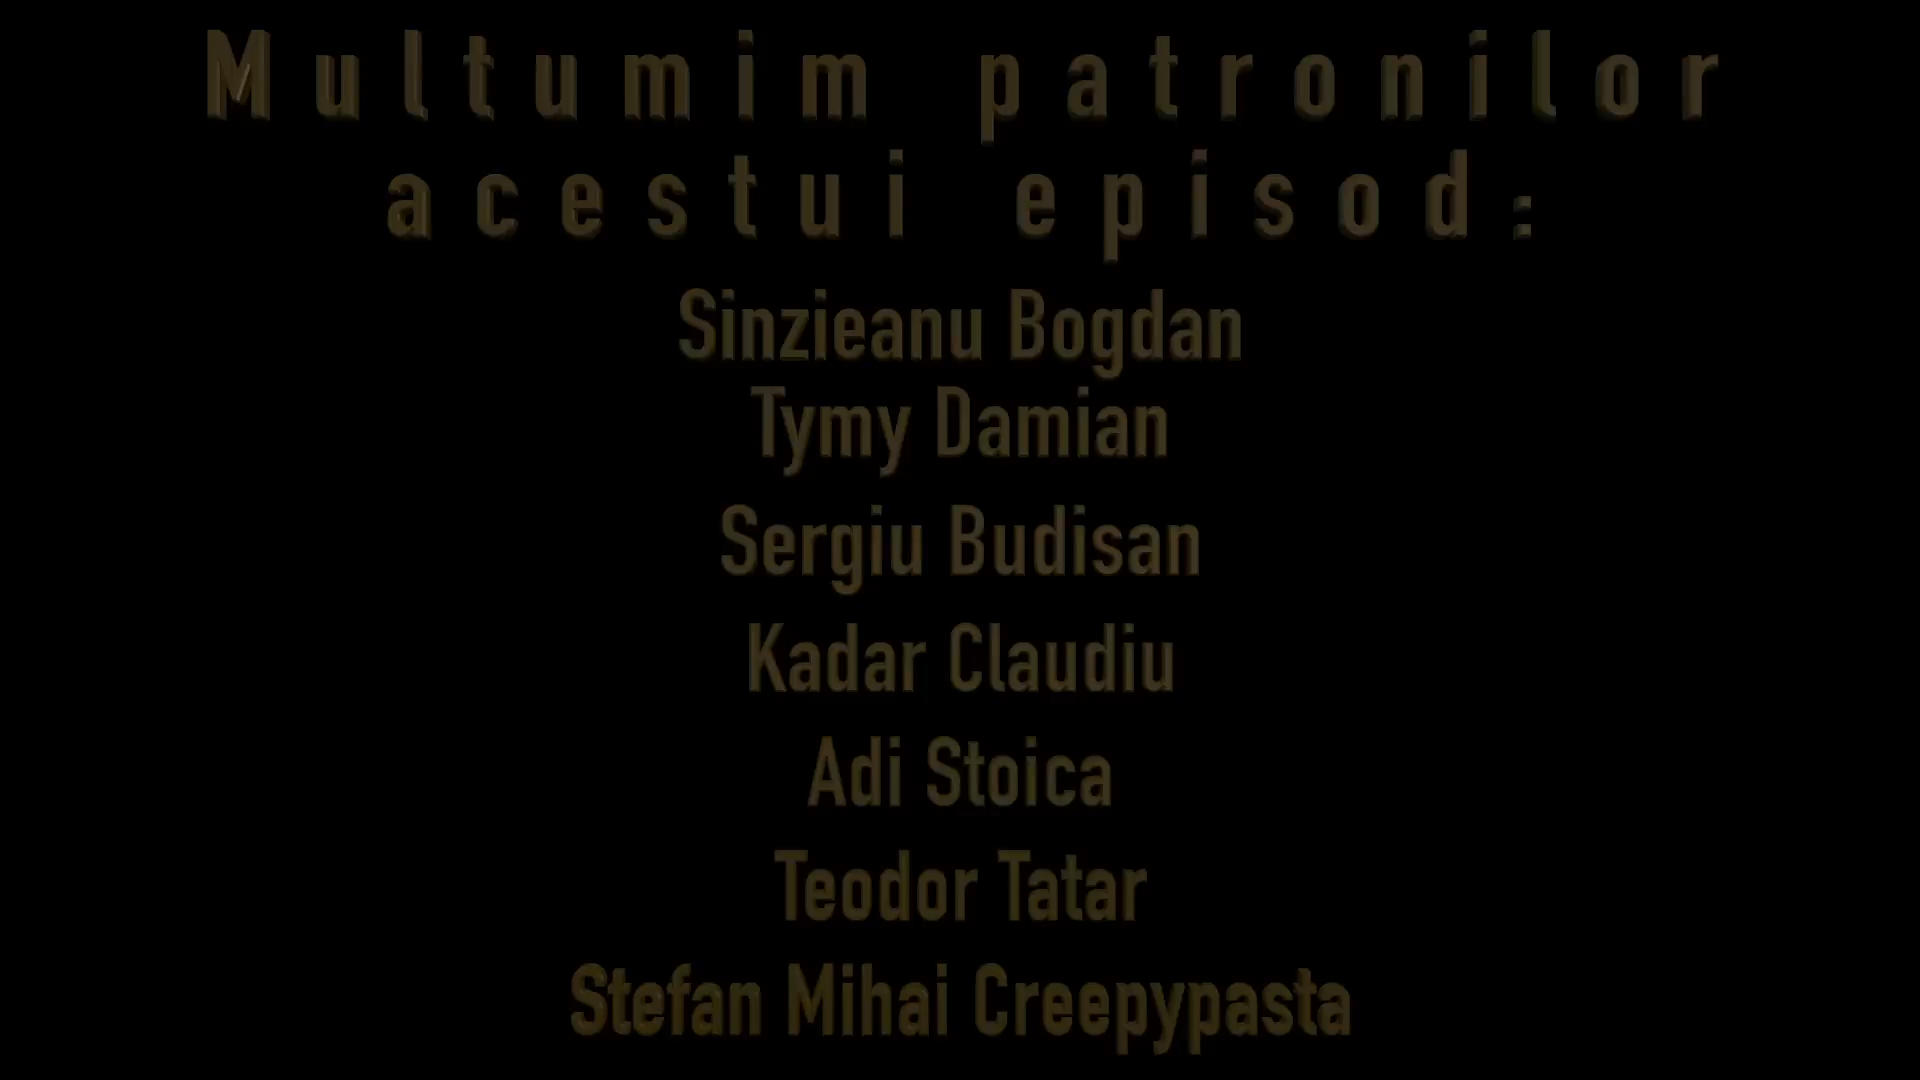 Multumim patronilor
acestui episod:
Sinzieanu Bogdan
Tymy Damian
Sergiu Budisan
Kadar Claudiu
Adi Stoica
Teodor Tatar
Stefan Mihai Creepypasta